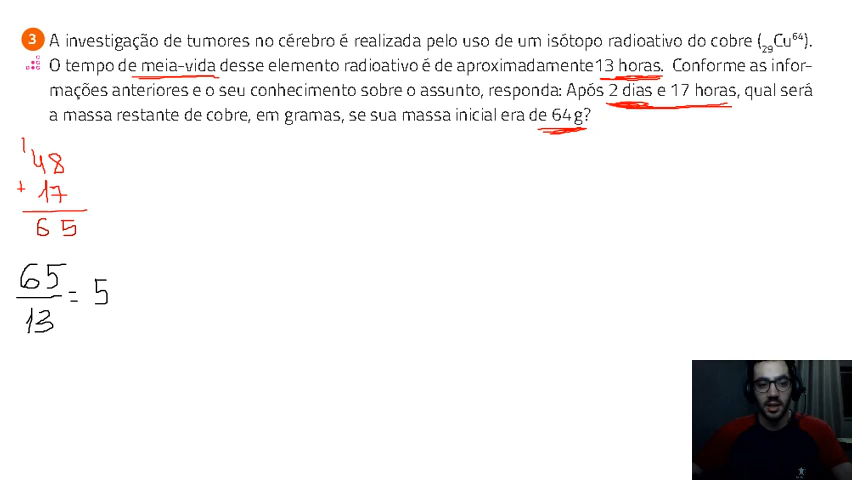 3 A investigação de tumores no cérebro é realizada pelo uso de um isótopo radioativo do cobre (₂₉Cu⁶⁴).
O tempo de meia-vida desse elemento radioativo é de aproximadamente 13 horas. Conforme as infor-
mações anteriores e o seu conhecimento sobre o assunto, responda: Após 2 dias e 17 horas, qual será
a massa restante de cobre, em gramas, se sua massa inicial era de 64 g?
1
48
+ 17
65
65
13 = 5